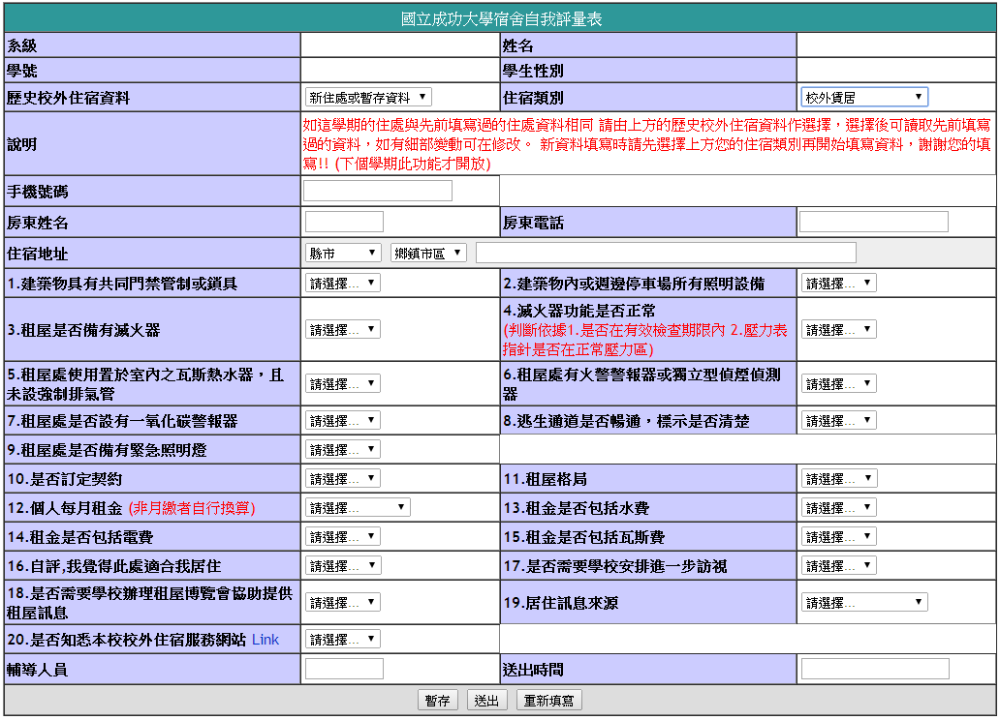 國立成功大學宿舍自我評量表
系級 姓名
學號 學生性別
歷史校外住宿資料 新住處或暫存資料 住宿類別 校外賃居
說明
如這學期的住處與先前填寫過的住處資料相同 請由上方的歷史校外住宿資料作選擇，選擇後可讀取先前填寫
過的資料，如有細部變動可在修改。 新資料填寫時請先選擇上方您的住宿類別再開始填寫資料，謝謝您的填
寫!! (下個學期此功能才開放)
手機號碼
房東姓名 房東電話
住宿地址 縣市 鄉鎮市區
1.建築物具有共同門禁管制或鎖具 請選擇... 2.建築物內或週邊停車場所有照明設備 請選擇...
3.租屋是否備有滅火器 請選擇...
4.滅火器功能是否正常
(判斷依據1.是否在有效檢查期限內 2.壓力表
指針是否在正常壓力區)
請選擇...
5.租屋處使用置於室內之瓦斯熱水器，且
未設強制排氣管
請選擇...
6.租屋處有火警警報器或獨立型偵煙偵測
器
請選擇...
7.租屋處是否設有一氧化碳警報器 請選擇... 8.逃生通道是否暢通，標示是否清楚 請選擇...
9.租屋處是否備有緊急照明燈 請選擇...
10.是否訂定契約 請選擇... 11.租屋格局 請選擇...
12.個人每月租金 (非月繳者自行換算) 請選擇... 13.租金是否包括水費 請選擇...
14.租金是否包括電費 請選擇... 15.租金是否包括瓦斯費 請選擇...
16.自評,我覺得此處適合我居住 請選擇... 17.是否需要學校安排進一步訪視 請選擇...
18.是否需要學校辦理租屋博覽會協助提供
租屋訊息
請選擇... 19.居住訊息來源 請選擇...
20.是否知悉本校校外住宿服務網站 Link 請選擇...
輔導人員 送出時間
暫存 送出 重新填寫